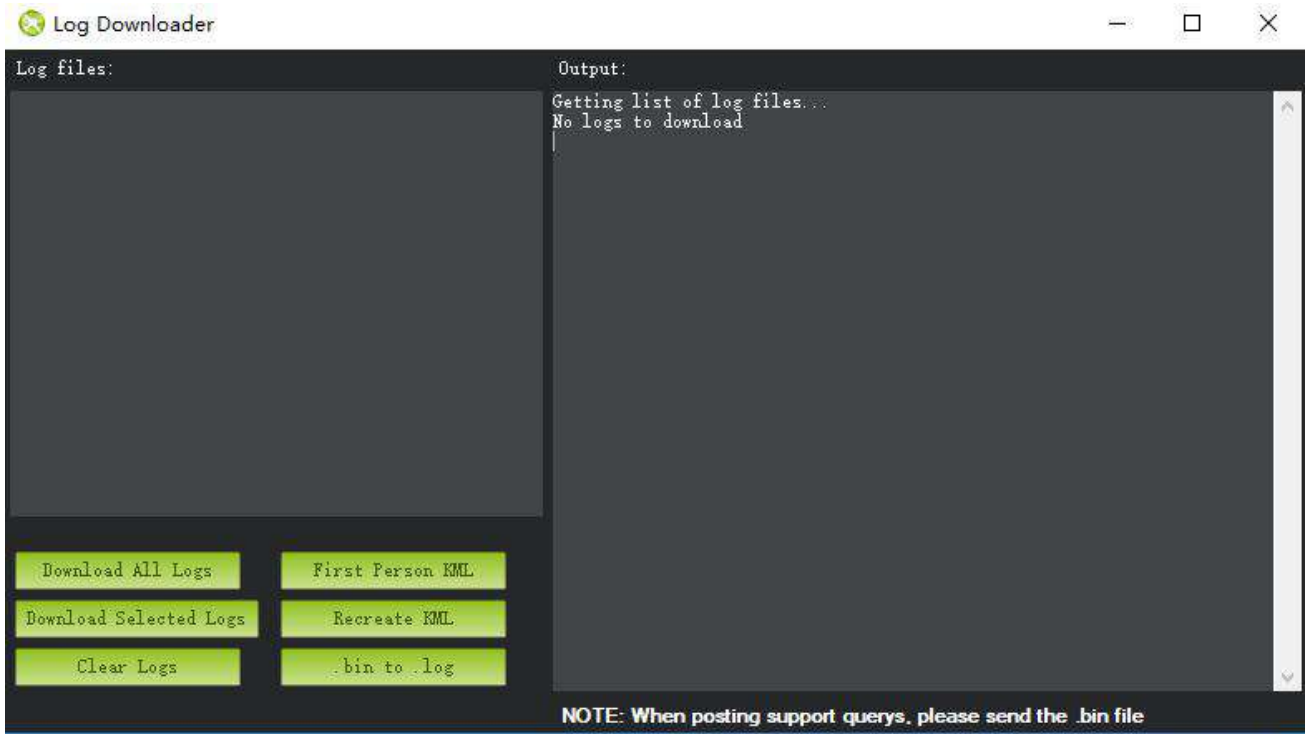 Log Downloader
Log files:
Output:
Getting list of log files...
No logs to download
Download All Logs
First Person KML
Download Selected Logs
Recreate KML
Clear Logs
.bin to .log
NOTE: When posting support querys, please send the .bin file